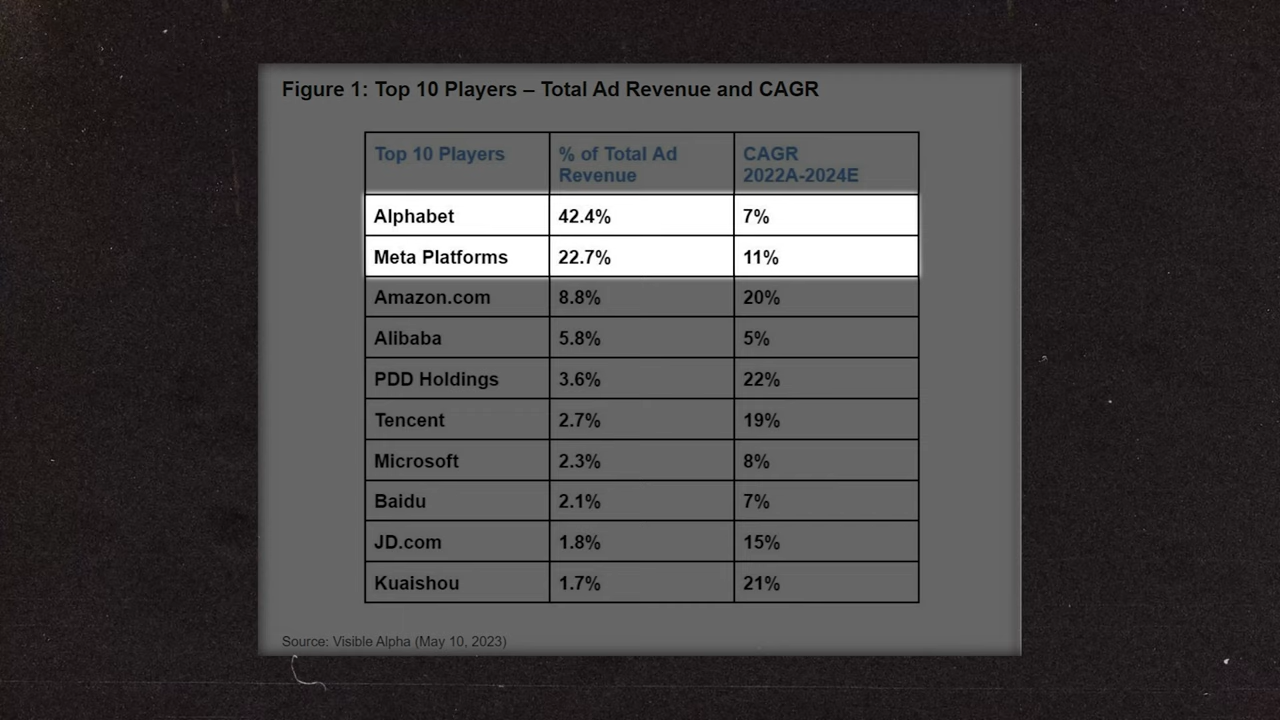 Figure 1: Top 10 Players – Total Ad Revenue and CAGR
Top 10 Players % of Total Ad Revenue CAGR 2022A-2024E
Alphabet 42.4% 7%
Meta Platforms 22.7% 11%
Amazon.com 8.8% 20%
Alibaba 5.8% 5%
PDD Holdings 3.6% 22%
Tencent 2.7% 19%
Microsoft 2.3% 8%
Baidu 2.1% 7%
JD.com 1.8% 15%
Kuaishou 1.7% 21%
Source: Visible Alpha (May 10, 2023)